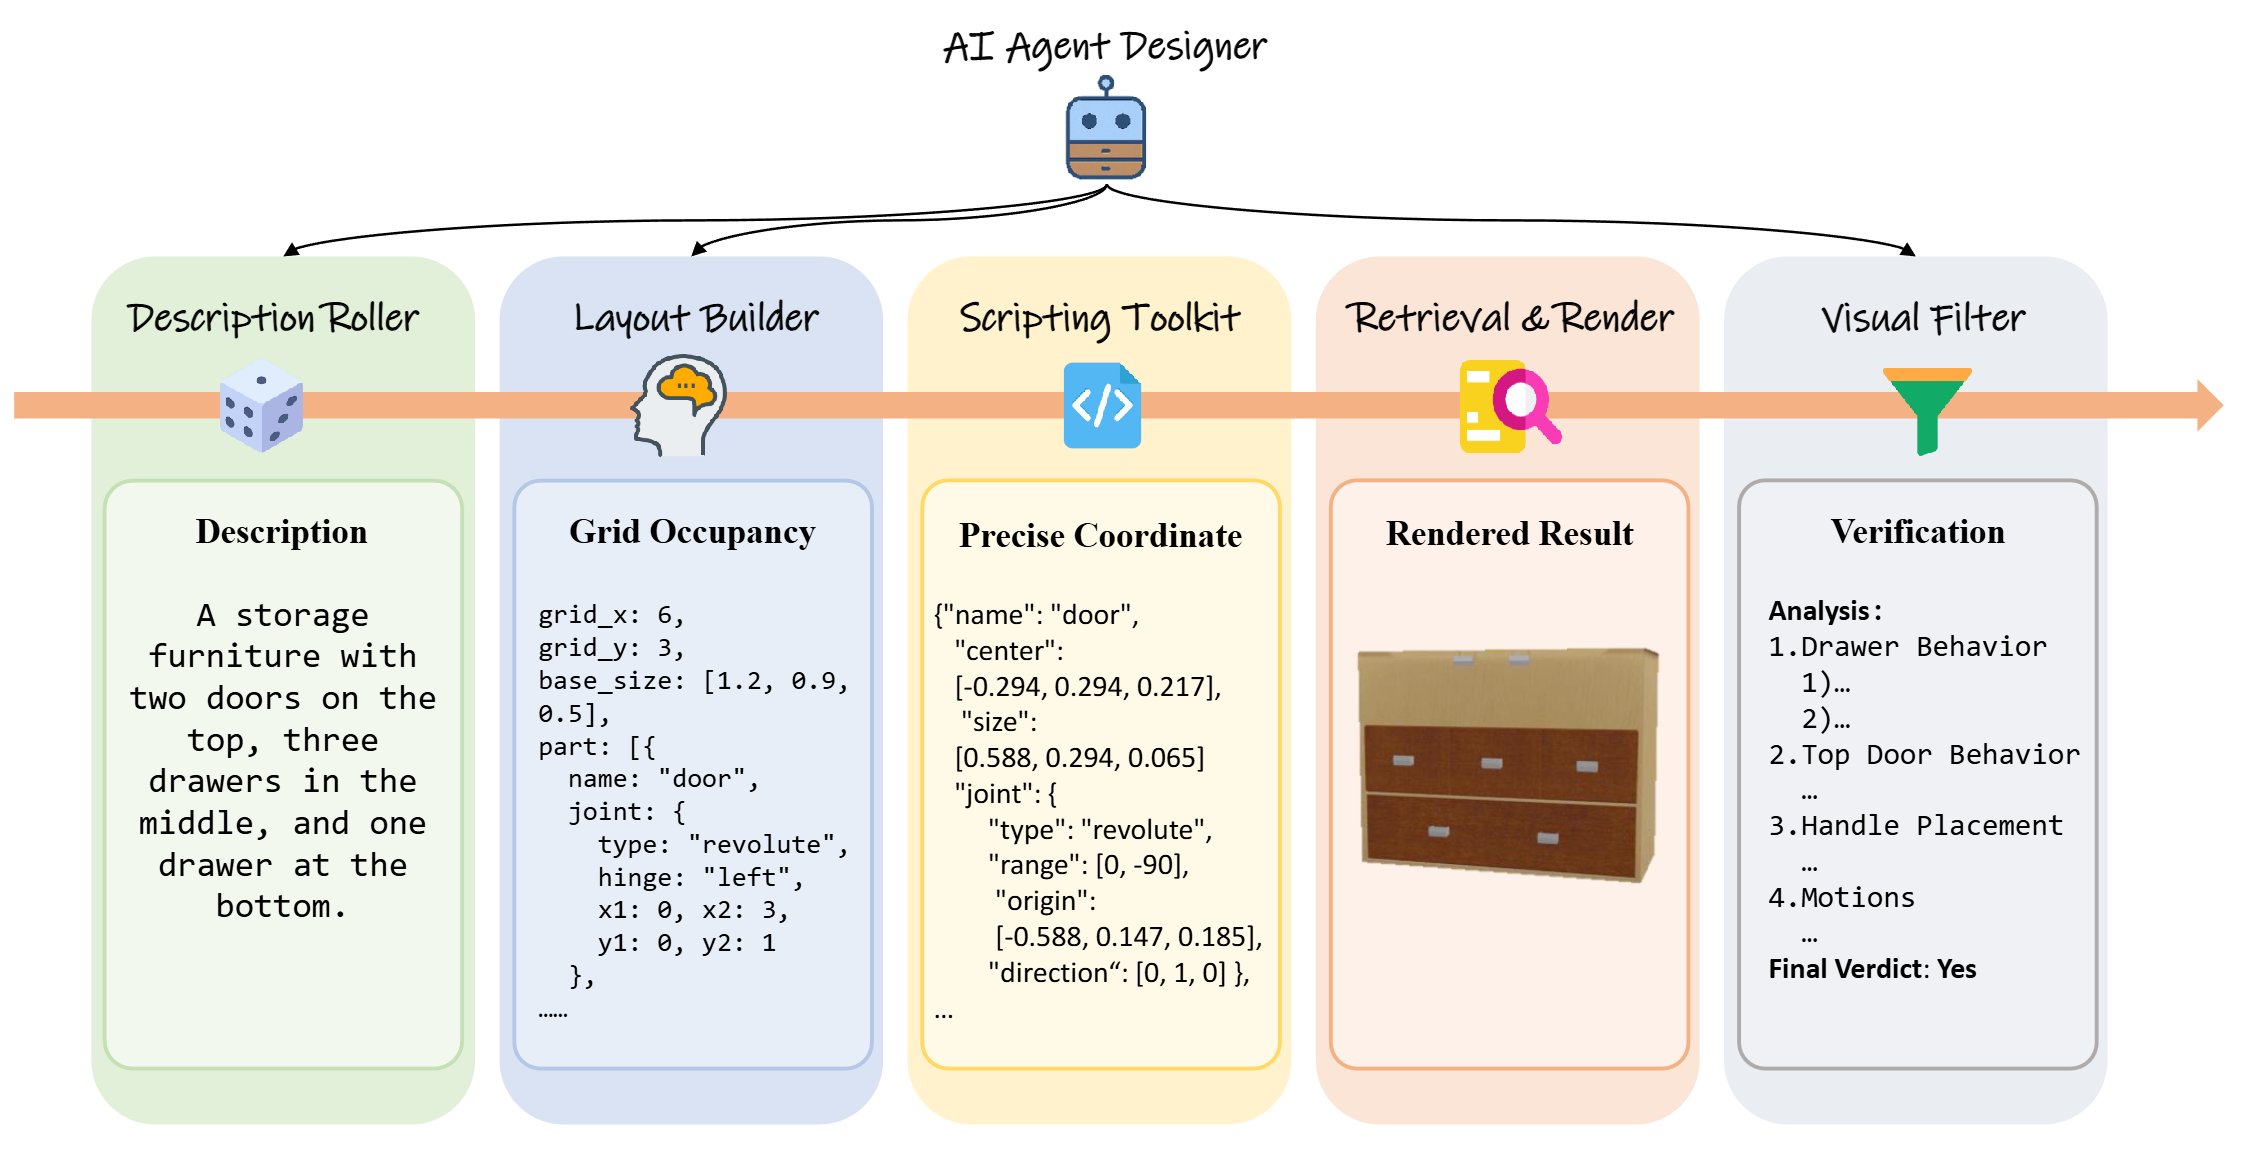 AI Agent Designer
Description Roller
Layout Builder
Scripting Toolkit
Retrieval & Render
Visual Filter
Description
A storage
furniture with
two doors on the
top, three
drawers in the
middle, and one
drawer at the
bottom.
Grid Occupancy
grid_x: 6,
grid_y: 3,
base_size: [1.2, 0.9,
0.5],
part: [{
name: "door",
joint: {
type: "revolute",
hinge: "left",
x1: 0, x2: 3,
y1: 0, y2: 1
},
……
Precise Coordinate
{"name": "door",
"center":
[-0.294, 0.294, 0.217],
"size":
[0.588, 0.294, 0.065]
"joint": {
"type": "revolute",
"range": [0, -90],
"origin":
[-0.588, 0.147, 0.185],
"direction“: [0, 1, 0] },
...
Rendered Result
Verification
Analysis:
1.Drawer Behavior
1)…
2)…
2.Top Door Behavior
…
3.Handle Placement
…
4.Motions
…
Final Verdict: Yes